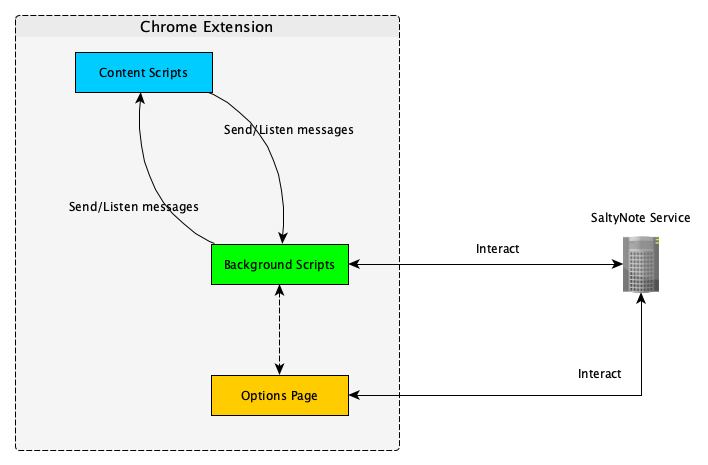 Chrome Extension
Content Scripts
Send/Listen messages
Send/Listen messages
SaltyNote Service
Interact
Background Scripts
Interact
Options Page